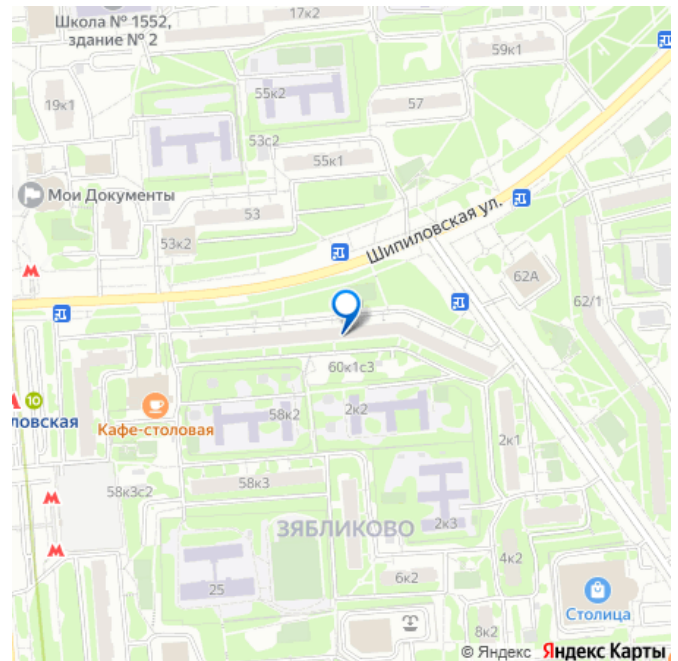 17к2
Школа № 1552,
здание № 2
59к1
19к1
55к2
57
53с2
55к1
Мои Документы
53
Шипиловская ул.
53к2
62А
62/1
60к1с3
10
ловская
Кафе-столовая
58к2
2к2
2к1
58к3
58к3с2
ЗЯБЛИКОВО
2к3
4к2
25
6к2
Столица
8к2
© Яндекс Яндекс Карты